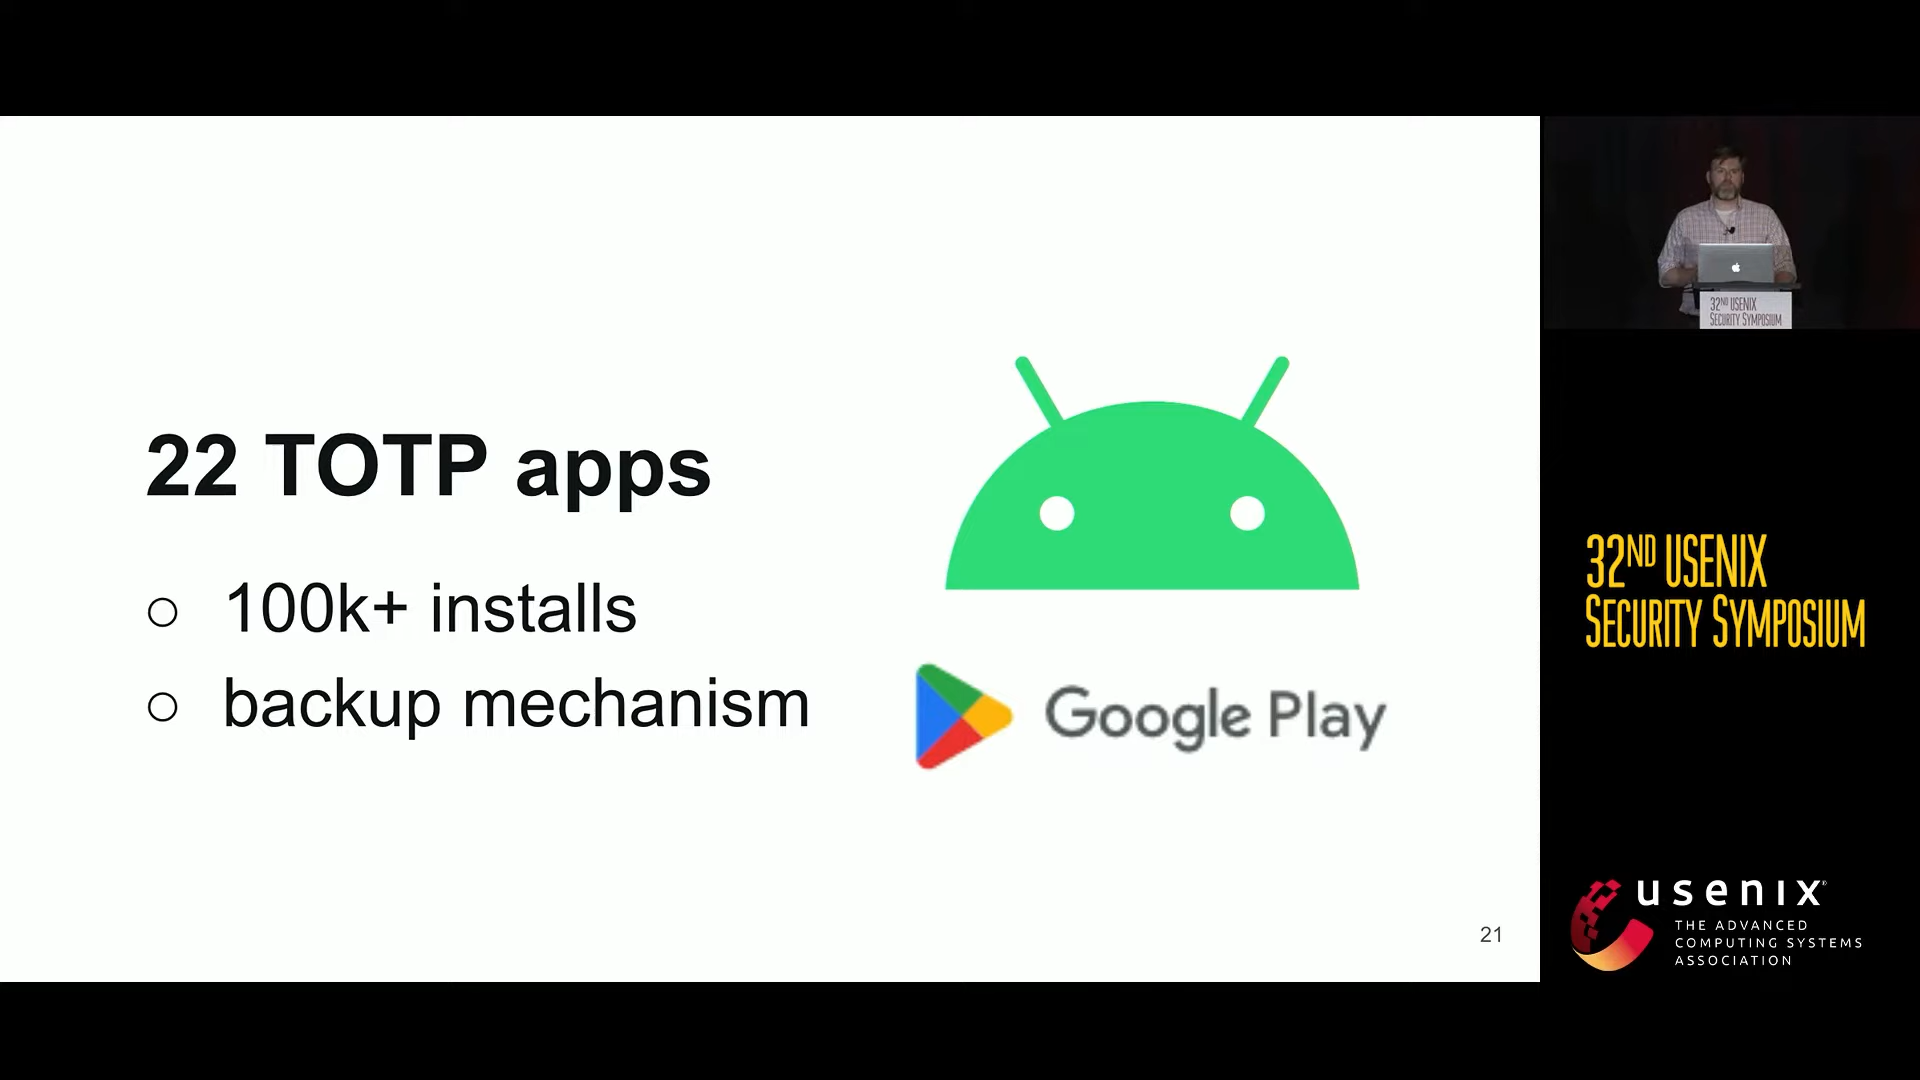 22 TOTP apps
○ 100k+ installs
○ backup mechanism
Google Play
21
32ND USENIX
SECURITY SYMPOSIUM
32ND USENIX
SECURITY SYMPOSIUM
usenix®
THE ADVANCED
COMPUTING SYSTEMS
ASSOCIATION